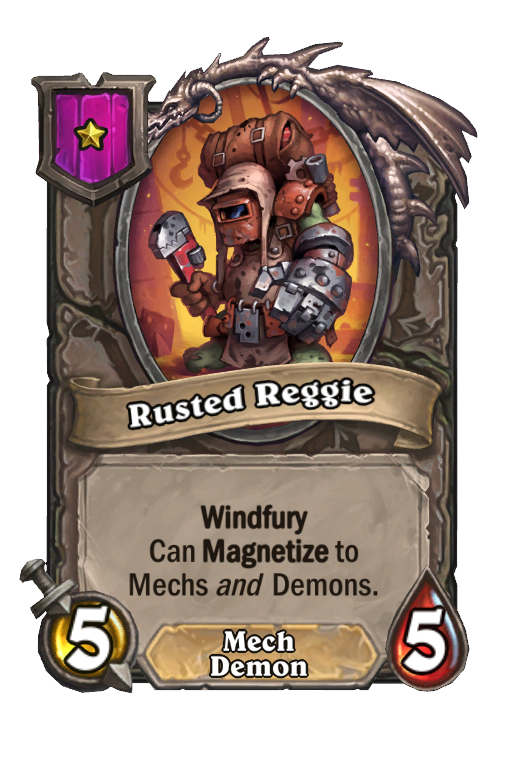 Rusted Reggie
Windfury
Can Magnetize to
Mechs and Demons.
5
Mech
Demon
5